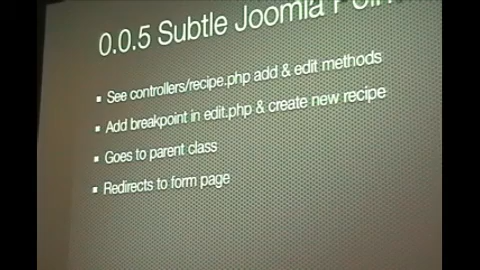 0.0.5 Subtle Joomla
See controllers/recipe.php add & edit methods
Add breakpoint in edit.php & create new recipe
Goes to parent class
Redirects to form page